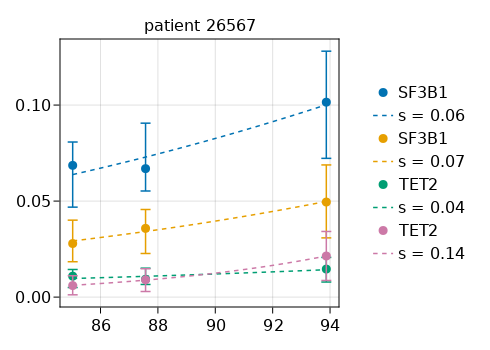 patient 26567
0.10
0.05
0.00
86
88
90
92
94
SF3B1
s = 0.06
SF3B1
s = 0.07
TET2
s = 0.04
TET2
s = 0.14